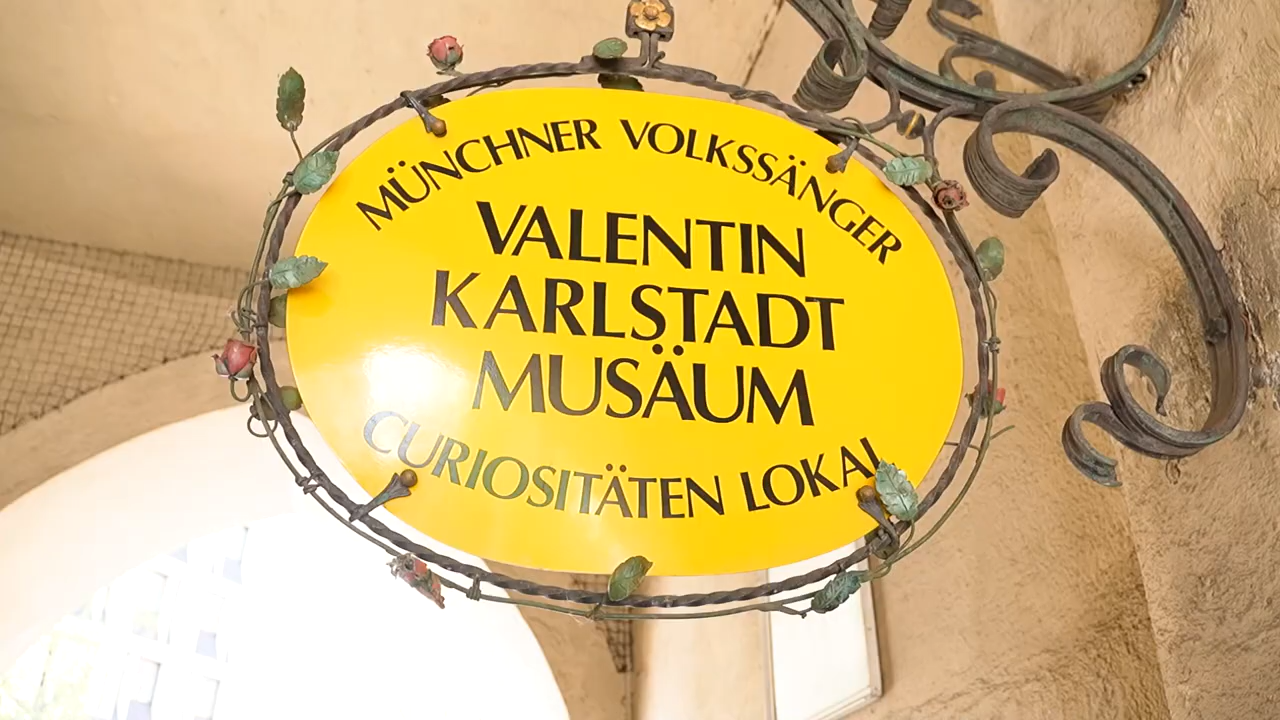 MÜNCHNER VOLKSSÄNGER
VALENTIN
KARLSTADT
MUSÄUM
CURIOSITÄTEN LOKAL